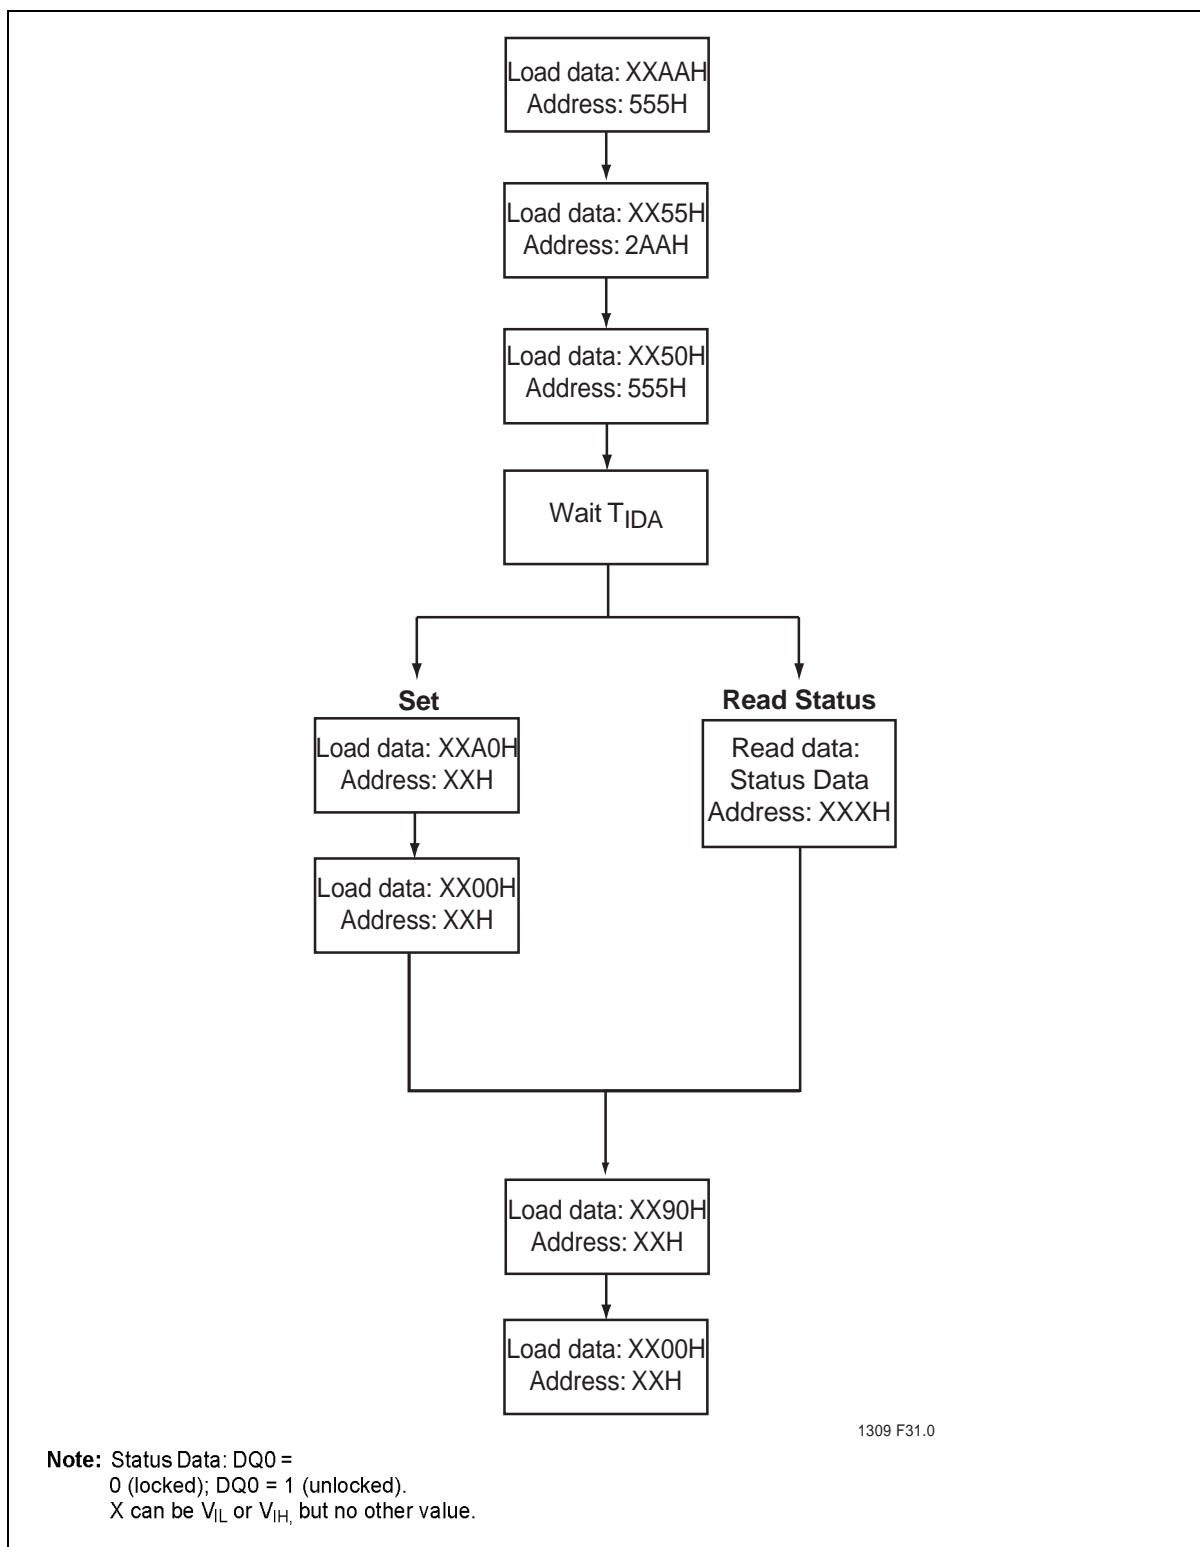 Load data: XXAAH
Address: 555H
Load data: XX55H
Address: 2AAH
Load data: XX50H
Address: 555H
Wait TIDA
Set
Load data: XXA0H
Address: XXH
Load data: XX00H
Address: XXH
Read Status
Read data:
Status Data
Address: XXXH
Load data: XX90H
Address: XXH
Load data: XX00H
Address: XXH
1309 F31.0
Note: Status Data: DQ0 =
0 (locked); DQ0 = 1 (unlocked).
X can be VIL or VIH, but no other value.